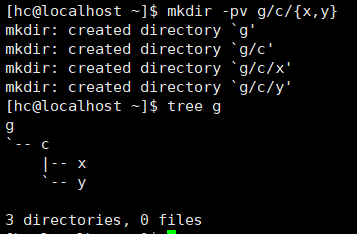 [hc@localhost ~]$ mkdir -pv g/c/{x,y}
mkdir: created directory `g'
mkdir: created directory `g/c'
mkdir: created directory `g/c/x'
mkdir: created directory `g/c/y'
[hc@localhost ~]$ tree g
g
`-- c
    |-- x
    `-- y

3 directories, 0 files